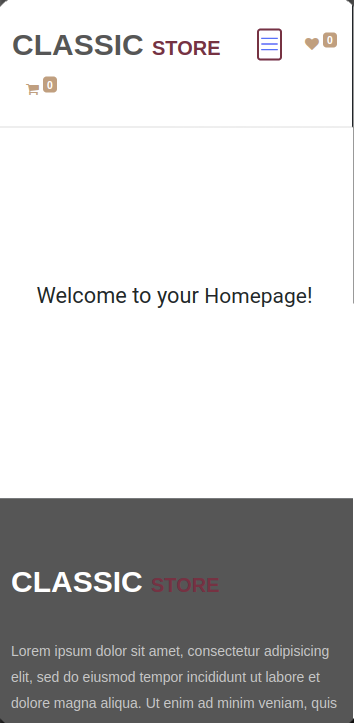 CLASSIC STORE 0
0
Welcome to your Homepage!
CLASSIC STORE
Lorem ipsum dolor sit amet, consectetur adipisicing
elit, sed do eiusmod tempor incididunt ut labore et
dolore magna aliqua. Ut enim ad minim veniam, quis